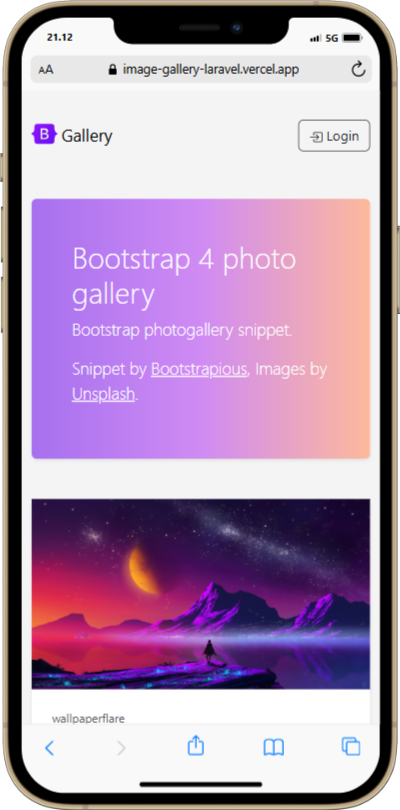 21.12
5G
AA
image-gallery-laravel.vercel.app
B
Gallery
Login
Bootstrap 4 photo
gallery
Bootstrap photogallery snippet.
Snippet by Bootstrapious, Images by
Unsplash.
wallpaperflare